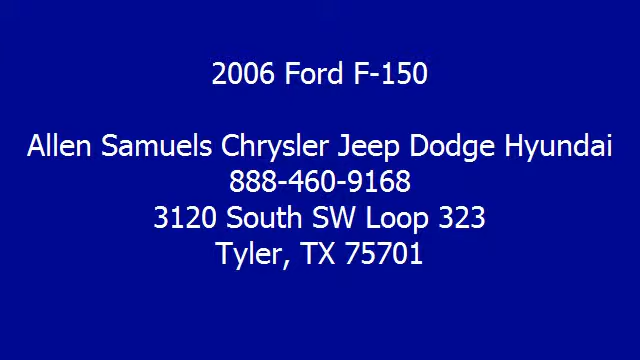 2006 Ford F-150
Allen Samuels Chrysler Jeep Dodge Hyundai
888-460-9168
3120 South SW Loop 323
Tyler, TX 75701